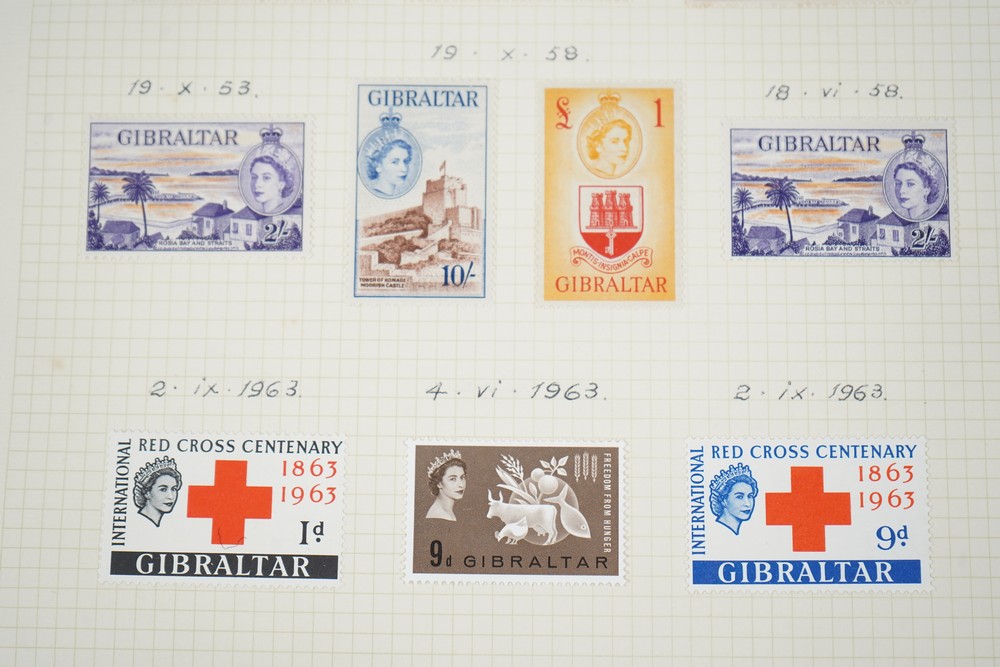 19 · x · 53.
19 · x · 58.
18 · vi · 58.
GIBRALTAR
ROSIA BAY AND STRAITS
2/-
GIBRALTAR
TOWER OF HOMAGE
MOORISH CASTLE
10/-
£ 1
MONTIS INSIGNIA CALPE
GIBRALTAR
GIBRALTAR
ROSIA BAY AND STRAITS
2/-
2 · ix · 1963.
4 · vi · 1963.
2 · ix · 1963.
INTERNATIONAL
RED CROSS CENTENARY
1863
1963
1d
GIBRALTAR
FREEDOM FROM HUNGER
9d GIBRALTAR
INTERNATIONAL
RED CROSS CENTENARY
1863
1963
9d
GIBRALTAR